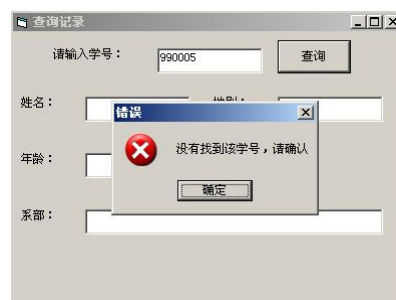 查询记录
请输入学号：
990005
查询
姓名：
性别：
错误
没有找到该学号，请确认
年龄：
确定
系部：